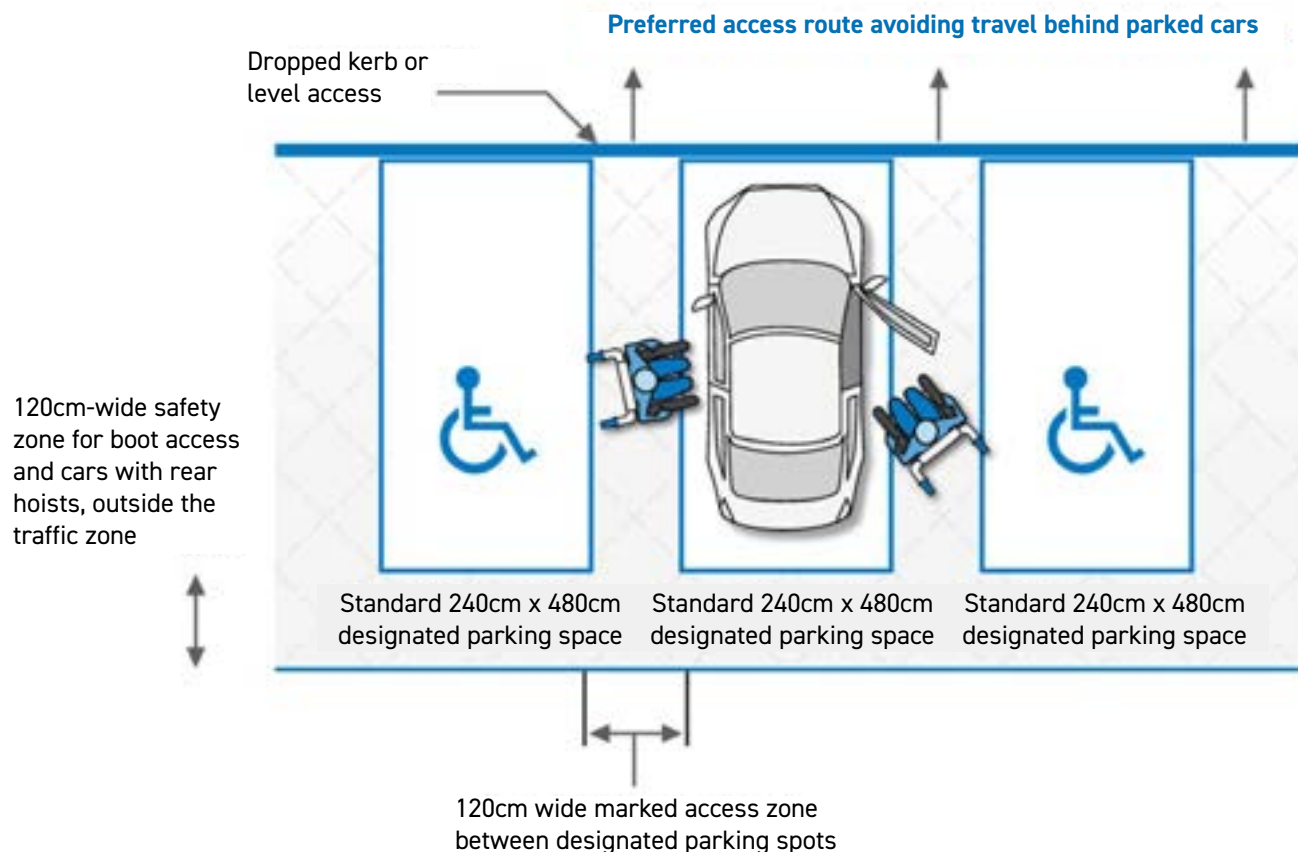 Preferred access route avoiding travel behind parked cars
Dropped kerb or
level access
120cm-wide safety
zone for boot access
and cars with rear
hoists, outside the
traffic zone
Standard 240cm x 480cm
designated parking space
Standard 240cm x 480cm
designated parking space
Standard 240cm x 480cm
designated parking space
120cm wide marked access zone
between designated parking spots